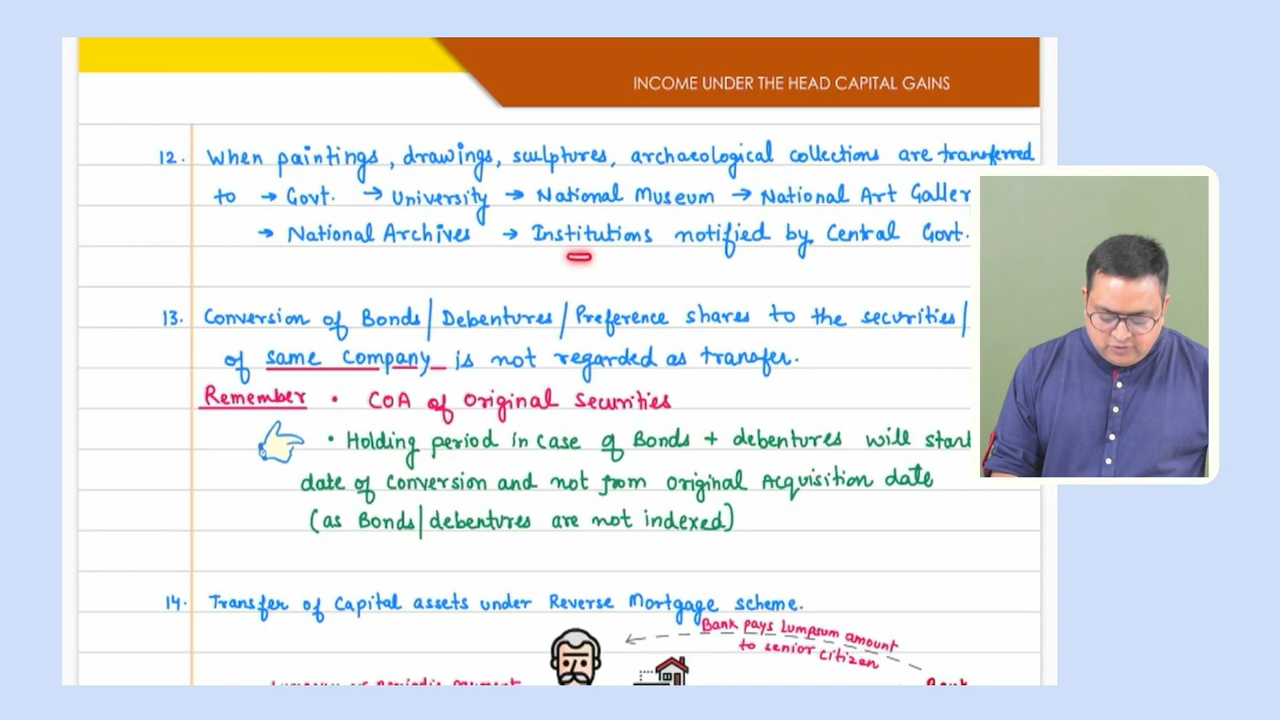 INCOME UNDER THE HEAD CAPITAL GAINS
12. When paintings, drawings, sculptures, archaeological collections are transferred
to → Govt. → University → National Museum → National Art Galler
→ National Archives → Institutions notified by Central Govt.
13. Conversion of Bonds/Debentures/Preference shares to the securities/
of same company is not regarded as transfer.
Remember • COA of Original Securities
• Holding period in case of Bonds + debentures will start
date of conversion and not from original Acquisition date
(as Bonds/debentures are not indexed)
14. Transfer of Capital assets under Reverse Mortgage scheme.
Bank pays Lumpsum amount
to senior citizen